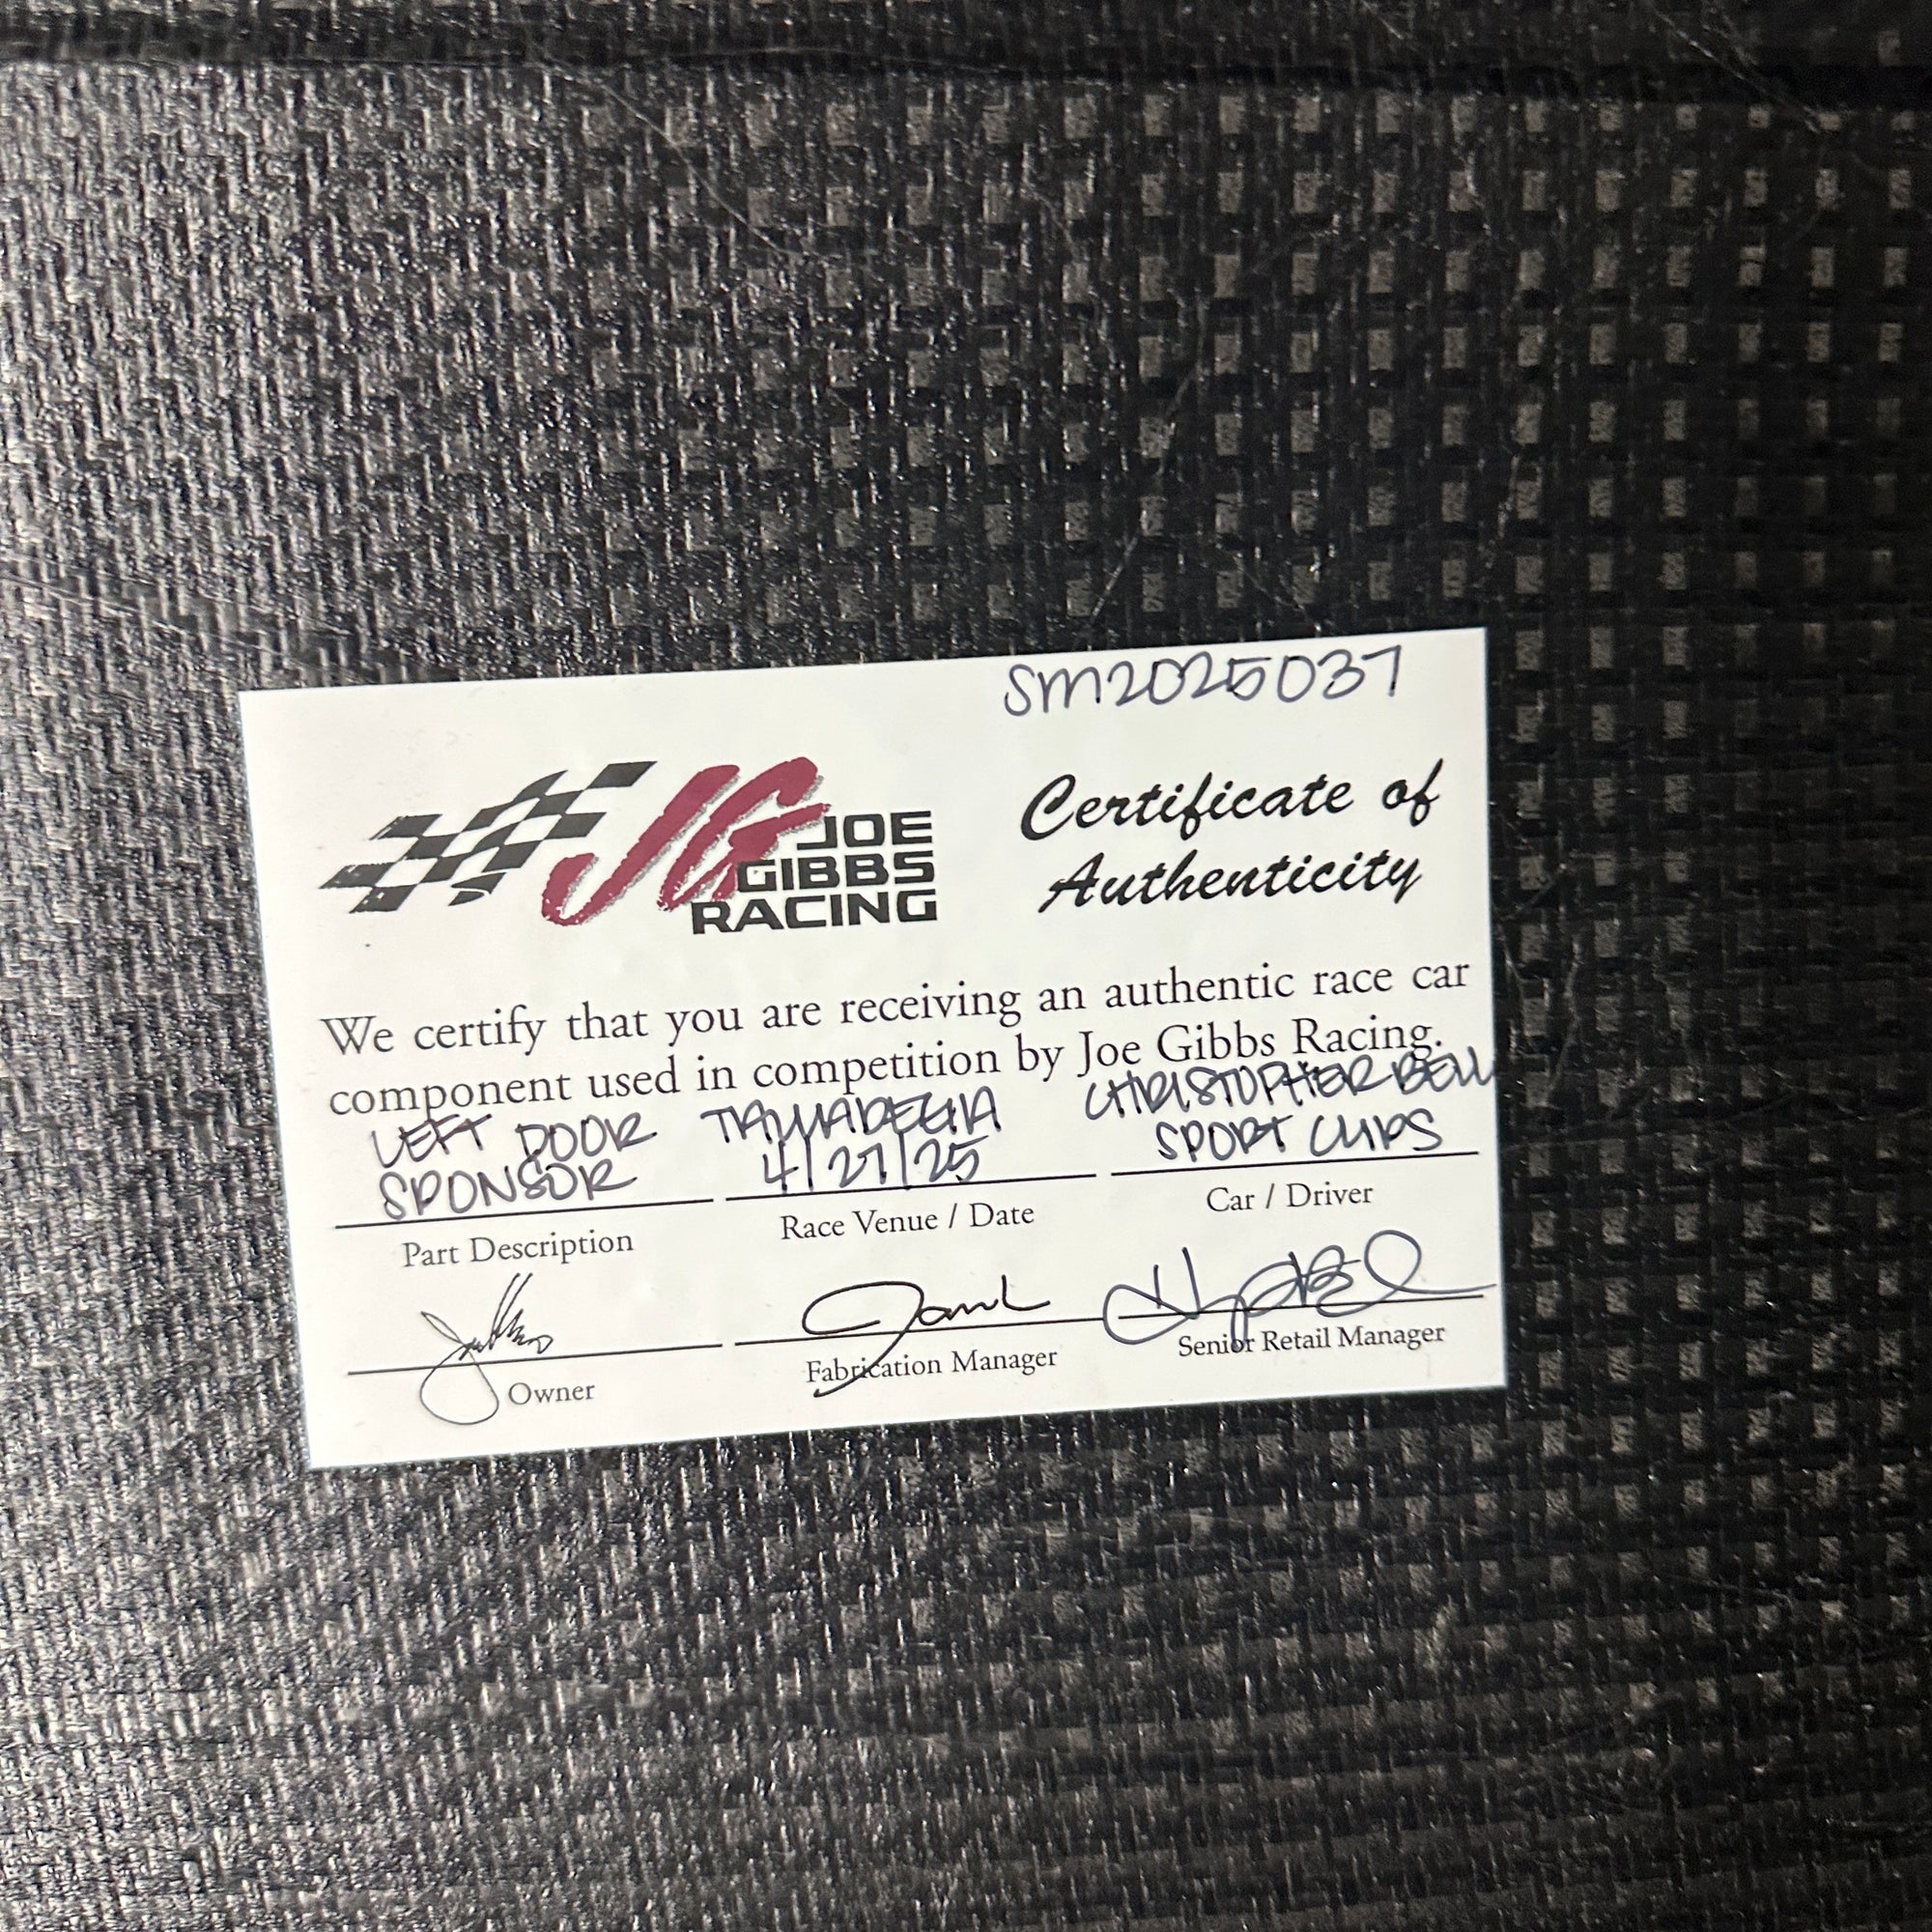 SM2025037
JG JOE
GIBBS
RACING
Certificate of
Authenticity
We certify that you are receiving an authentic race car
component used in competition by Joe Gibbs Racing.
LEFT DOOR
SPONSOR
Part Description
TALLADEGA
4/27/25
Race Venue / Date
CHRISTOPHER BELL
SPORT CLIPS
Car / Driver
Owner
Fabrication Manager
Senior Retail Manager